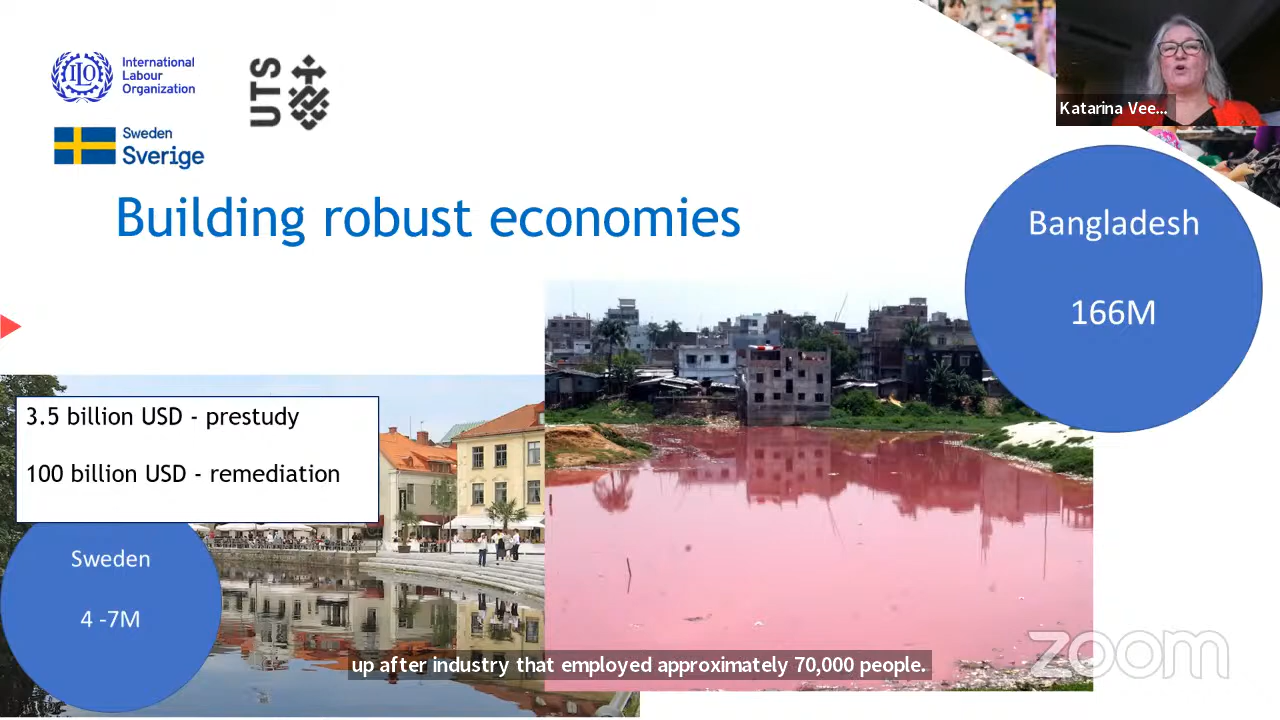 International
Labour
Organization
ILO
UTS
Sweden
Sverige
Katarina Vee...
Building robust economies
Bangladesh
166M
3.5 billion USD - prestudy
100 billion USD - remediation
Sweden
4 -7M
up after industry that employed approximately 70,000 people.
zoom